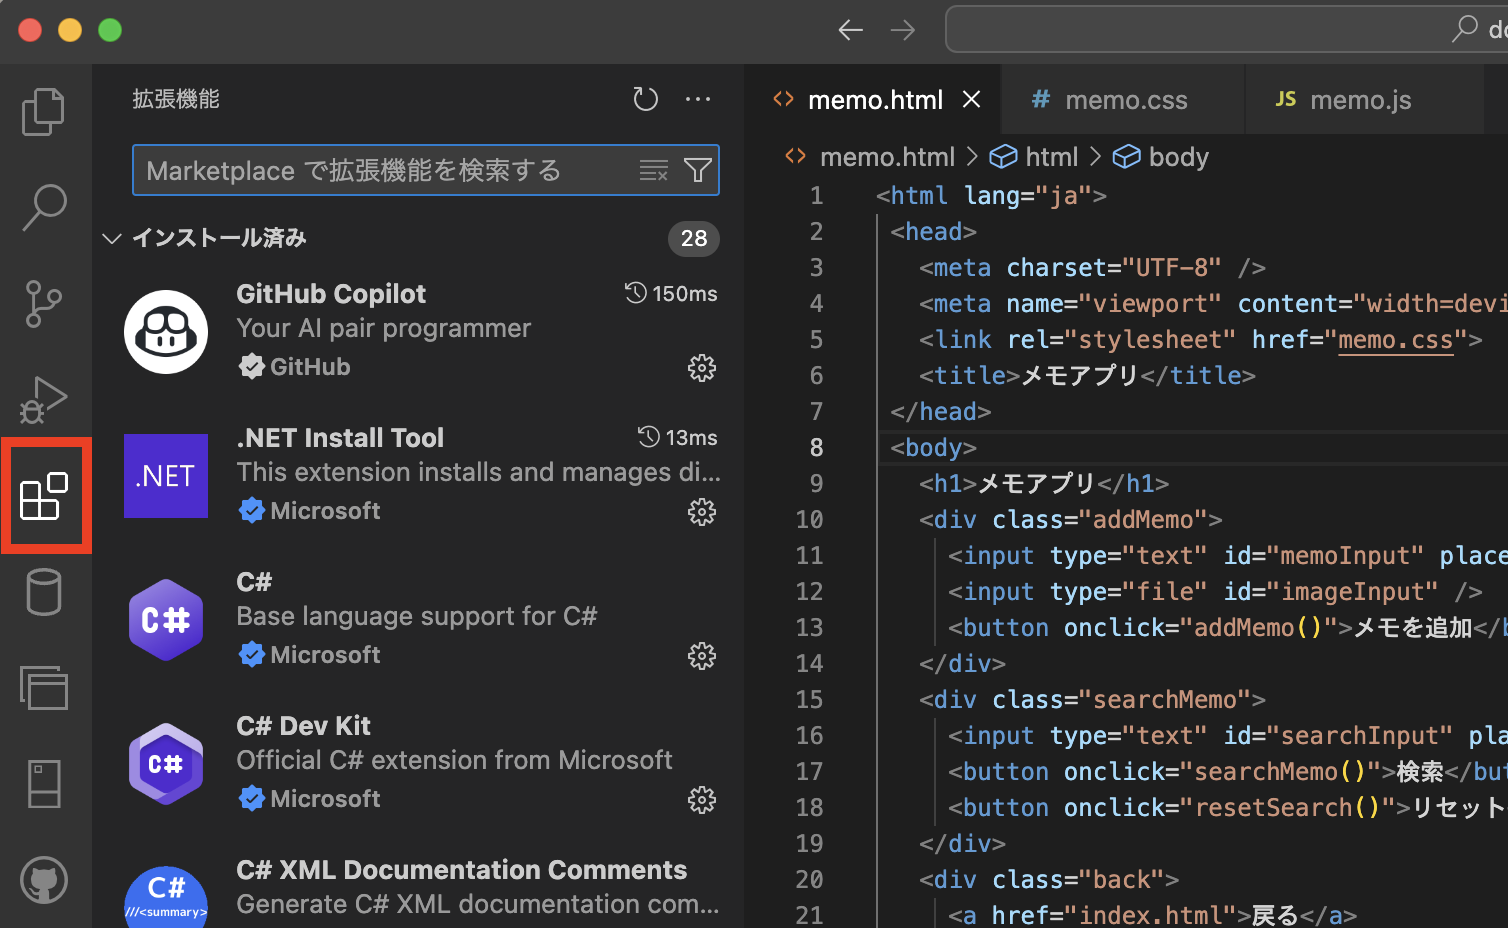 do
拡張機能
Marketplace で拡張機能を検索する
インストール済み 28
GitHub Copilot 150ms
Your AI pair programmer
GitHub
.NET
.NET Install Tool 13ms
This extension installs and manages di...
Microsoft
C#
C#
Base language support for C#
Microsoft
C#
C# Dev Kit
Official C# extension from Microsoft
Microsoft
C#
///<summary>
C# XML Documentation Comments
Generate C# XML documentation com...
<> memo.html
# memo.css
JS memo.js
<> memo.html > html > body
1 <html lang="ja">
2 <head>
3 <meta charset="UTF-8" />
4 <meta name="viewport" content="width=devi
5 <link rel="stylesheet" href="memo.css">
6 <title>メモアプリ</title>
7 </head>
8 <body>
9 <h1>メモアプリ</h1>
10 <div class="addMemo">
11 <input type="text" id="memoInput" place
12 <input type="file" id="imageInput" />
13 <button onclick="addMemo()">メモを追加</b
14 </div>
15 <div class="searchMemo">
16 <input type="text" id="searchInput" pla
17 <button onclick="searchMemo()">検索</but
18 <button onclick="resetSearch()">リセット
19 </div>
20 <div class="back">
21 <a href="index.html">戻る</a>